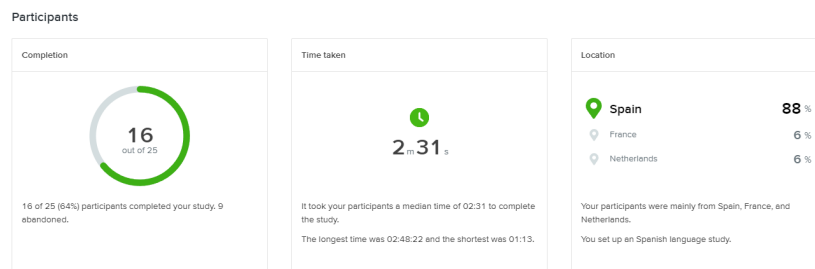 Participants
Completion
16
out of 25
16 of 25 (64%) participants completed your study. 9
abandoned.
Time taken
2 m 31 s
It took your participants a median time of 02:31 to complete
the study.
The longest time was 02:48:22 and the shortest was 01:13.
Location
Spain 88 %
France 6 %
Netherlands 6 %
Your participants were mainly from Spain, France, and
Netherlands.
You set up an Spanish language study.